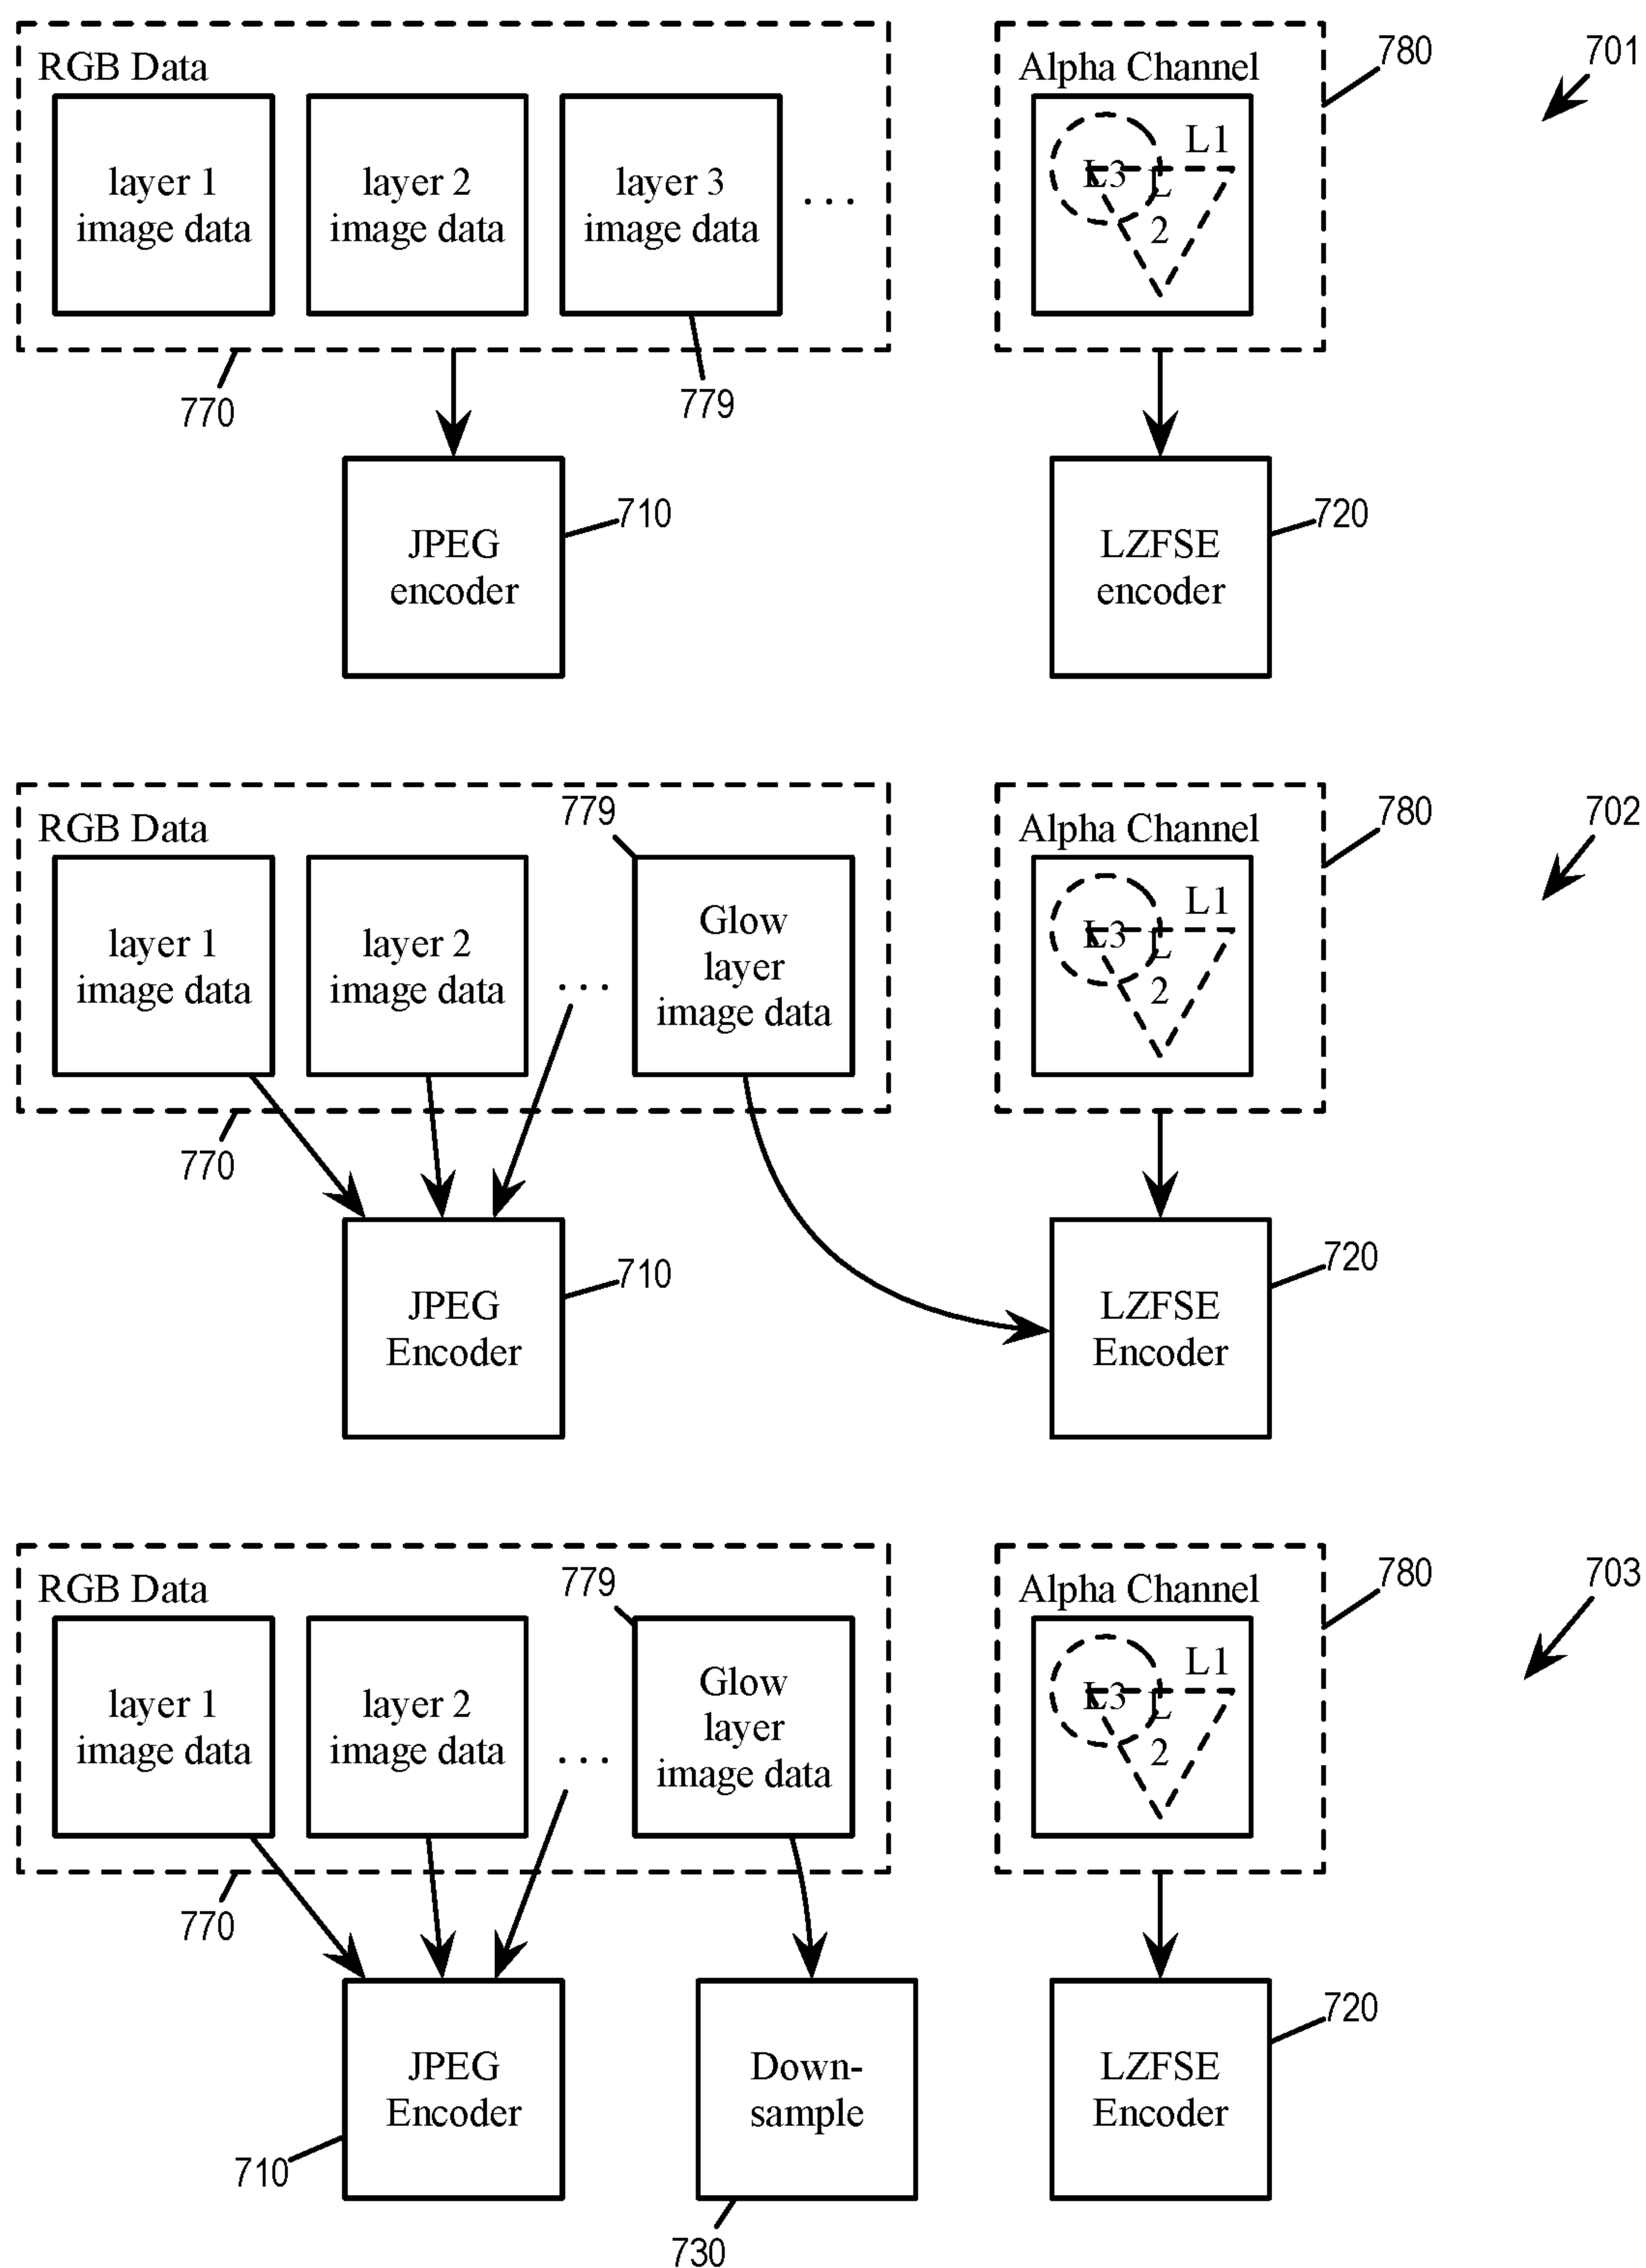 RGB Data
layer 1
image data
layer 2
image data
layer 3
image data
. . .
779
770
Alpha Channel
L1
L3
L
2
780
701
JPEG
encoder
710
LZFSE
encoder
720
RGB Data
layer 1
image data
layer 2
image data
. . .
779
Glow
layer
image data
770
Alpha Channel
L1
L3
L
2
780
702
JPEG
Encoder
710
LZFSE
Encoder
720
RGB Data
layer 1
image data
layer 2
image data
. . .
779
Glow
layer
image data
770
Alpha Channel
L1
L3
L
2
780
703
JPEG
Encoder
710
Down-
sample
730
LZFSE
Encoder
720